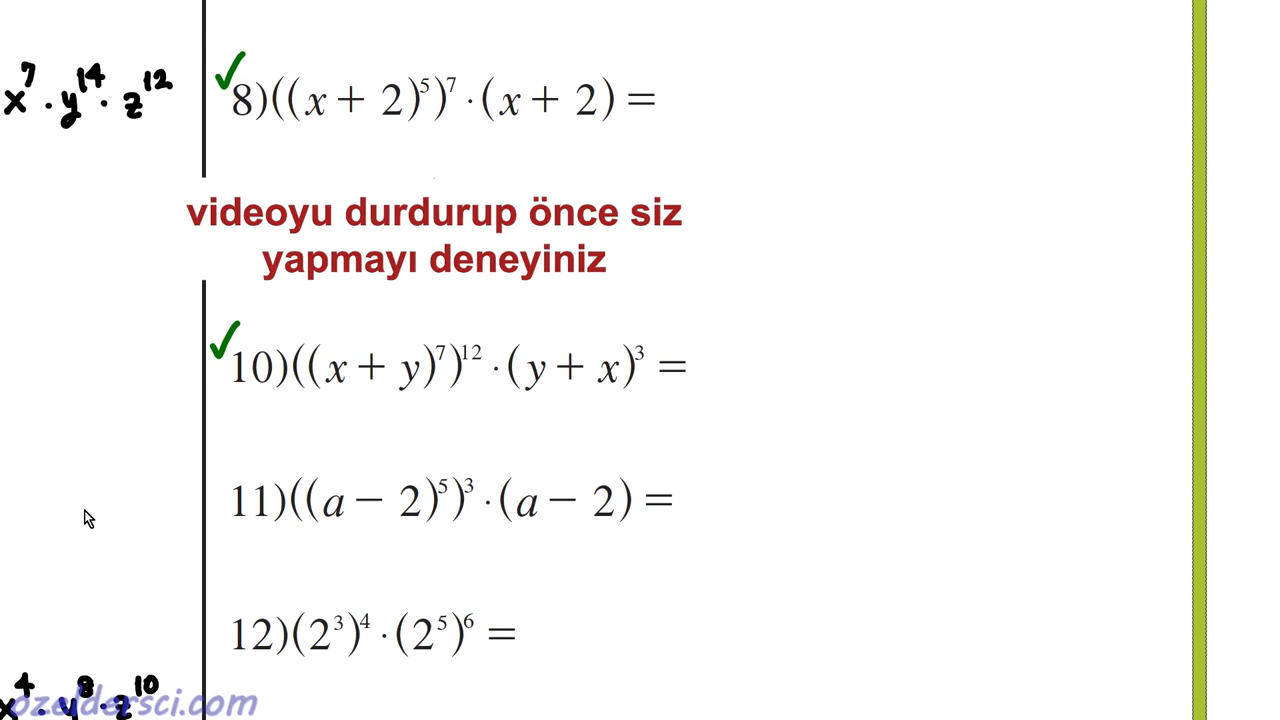 x⁷ · y¹⁴ · z¹²
8)((x + 2)⁵)⁷ · (x + 2) =
videoyu durdurup önce siz
yapmayı deneyiniz
10)((x + y)⁷)¹² · (y + x)³ =
11)((a − 2)⁵)³ · (a − 2) =
12)(2³)⁴ · (2⁵)⁶ =
x⁴ · y⁸ · z¹⁰
ozeldersci.com